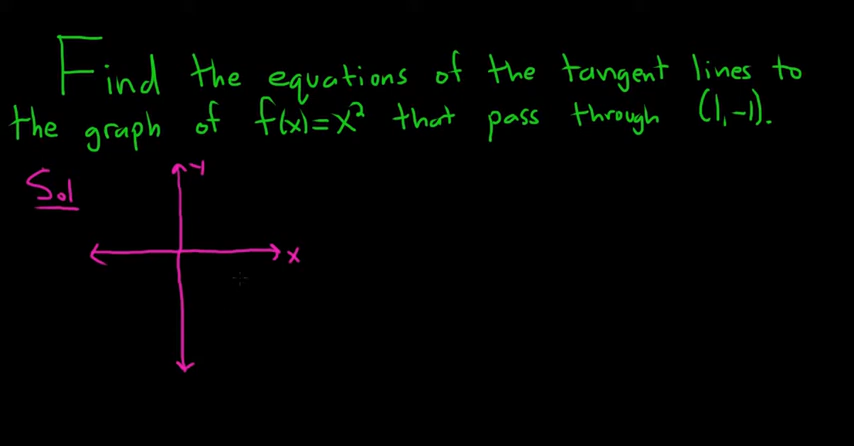 Find the equations of the tangent lines to
the graph of f(x)=x² that pass through (1,-1).
Sol
Y
X